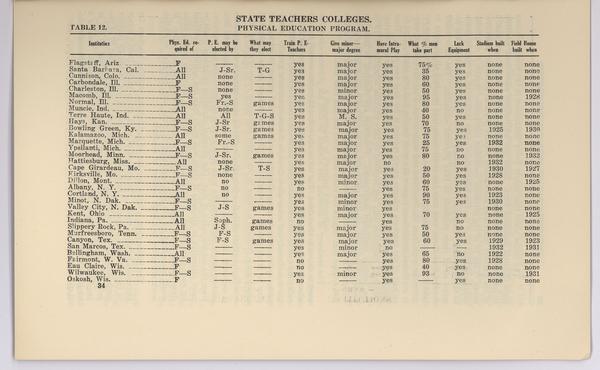 STATE TEACHERS COLLEGES.
TABLE 12. PHYSICAL EDUCATION PROGRAM.
Institution Phys. Ed. re- P. E. may be What may Train P. E. Give minor— Have Intra- What % men Lack Stadium built Field House
quired of elected by they elect Teachers major degree mural Play take part Equipment when built when
Flagstaff, Ariz. F —— —— yes major yes 75% yes none none
Santa Barbara, Cal. All J-Sr. T-G yes major yes 35 yes none none
Gunnison, Colo. All none —— yes major yes 80 yes none none
Carbondale, Ill. F none —— yes major yes 60 yes none none
Charleston, Ill. F—S none —— yes minor yes 50 yes none none
Macomb, Ill. F—S yes —— yes major yes 95 yes none 1928
Normal, Ill. F—S Fr.-S games yes major yes 80 yes none none
Muncie, Ind. All none —— yes major yes 40 no none none
Terre Haute, Ind. All All T-G-S yes M. S. yes 50 yes none none
Hays, Kan. F—S J-Sr games yes major yes 70 no none none
Bowling Green, Ky. F—S J-Sr. games yes major yes 75 yes 1925 1930
Kalamazoo, Mich. All some games yes major yes 75 yes none none
Marquette, Mich. F—S Fr.-S —— yes major yes 25 yes 1932 none
Ypsilanti, Mich. All —— —— yes major yes 75 no none none
Moorhead, Minn. F—S J-Sr. games yes major yes 80 no none 1932
Hattiesburg, Miss. All none —— yes major no no 1932 none
Cape Girardeau, Mo. F—S J-Sr. T-S yes major yes 20 yes 1930 1927
Kirksville, Mo. F—S none —— yes major yes 50 yes 1928 none
Dillon, Mont. All no —— yes minor yes 60 yes none 1925
Albany, N. Y. F—S no —— no —— yes 75 yes none none
Cortland, N. Y. All no —— yes major yes 90 yes 1923 none
Minot, N. Dak. F—S —— —— yes minor yes 75 yes 1930 none
Valley City, N. Dak. F—S J-S games yes minor yes none none
Kent, Ohio All —— yes major yes 70 yes none 1925
Indiana, Pa. All Soph. games no —— yes no none none
Slippery Rock, Pa. All J-S games yes major yes 75 no none none
Murfreesboro, Tenn. F—S F-S —— yes major yes 50 yes none none
Canyon, Tex. F—S F-S games yes major yes 60 yes 1929 1923
San Marcos, Tex. F—S —— —— yes minor no —— —— 1932 1931
Bellingham, Wash. All —— —— yes major yes 65 no 1922 none
Fairmont, W. Va. F—S —— —— no —— yes 80 yes 1928 none
Eau Claire, Wis. F —— —— no —— yes 40 yes none none
Wilwaukee, Wis. F—S —— —— yes minor yes 93 no none 1931
Oskosh, Wis. F —— —— no —— yes yes none none
34